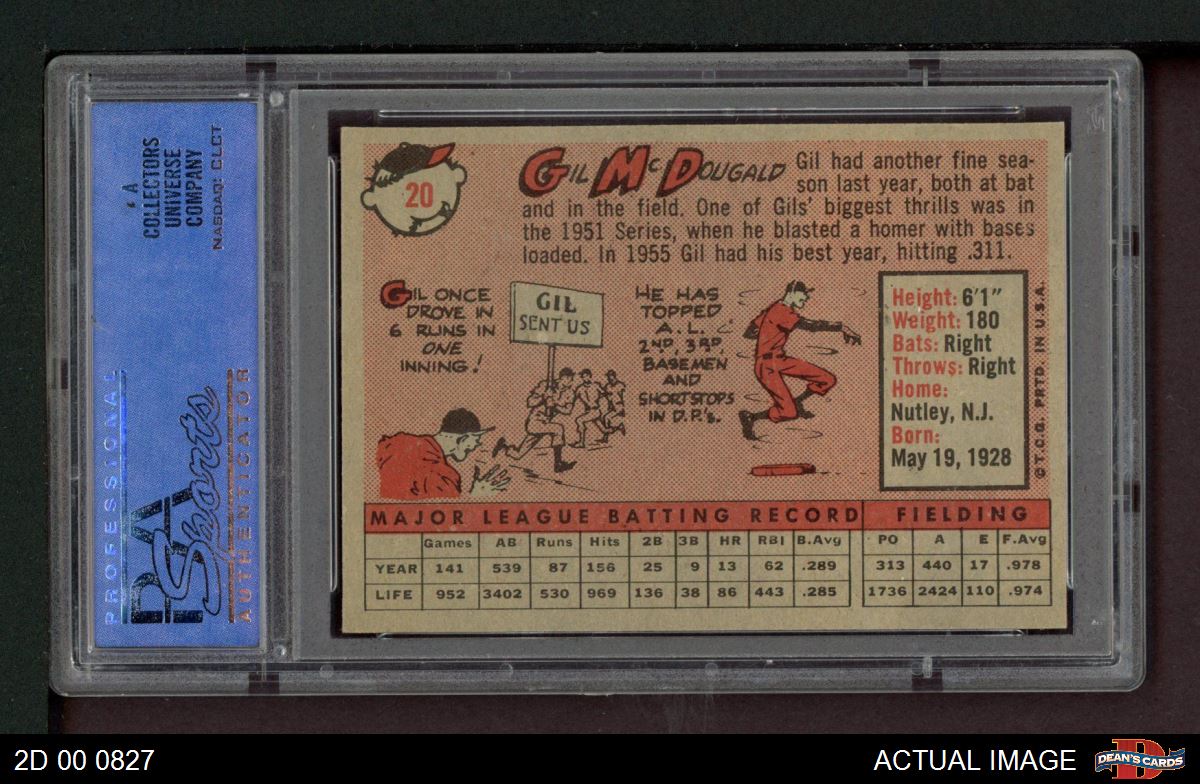 A
COLLECTORS
UNIVERSE
COMPANY
NASDAQ: CLCT
PROFESSIONAL
PSA
Sports
AUTHENTICATOR
20
GIL MCDOUGALD
Gil had another fine sea-
son last year, both at bat
and in the field. One of Gils' biggest thrills was in
the 1951 Series, when he blasted a homer with bases
loaded. In 1955 Gil had his best year, hitting .311.
GIL ONCE
DROVE IN
6 RUNS IN
ONE
INNING!
GIL
SENT US
HE HAS
TOPPED
A.L.
2ND, 3RD,
BASEMEN
AND
SHORTSTOPS
IN D.P.'s.
Height: 6'1"
Weight: 180
Bats: Right
Throws: Right
Home:
Nutley, N.J.
Born:
May 19, 1928
©T.C.G. PRTD. IN U.S.A.
MAJOR LEAGUE BATTING RECORD FIELDING
Games AB Runs Hits 2B 3B HR RBI B.Avg PO A E F.Avg
YEAR 141 539 87 156 25 9 13 62 .289 313 440 17 .978
LIFE 952 3402 530 969 136 38 86 443 .285 1736 2424 110 .974
2D 00 0827
ACTUAL IMAGE
D
DEAN'S CARDS